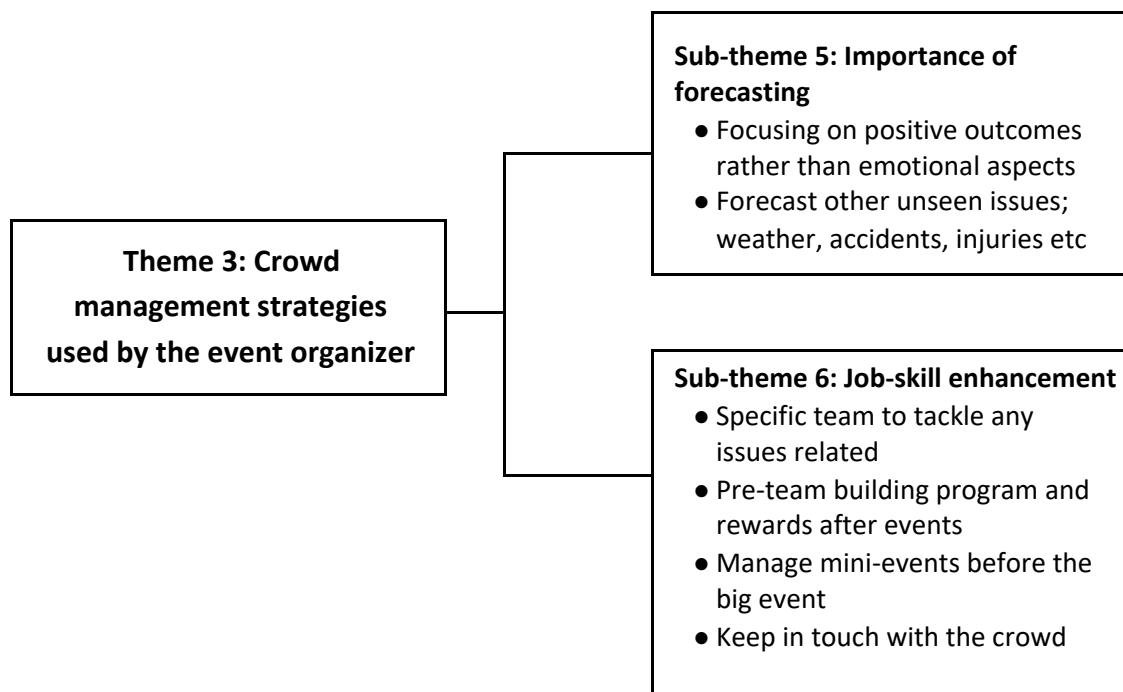 Theme 3: Crowd
management strategies
used by the event organizer
Sub-theme 5: Importance of
forecasting
● Focusing on positive outcomes
rather than emotional aspects
● Forecast other unseen issues;
weather, accidents, injuries etc
Sub-theme 6: Job-skill enhancement
● Specific team to tackle any
issues related
● Pre-team building program and
rewards after events
● Manage mini-events before the
big event
● Keep in touch with the crowd